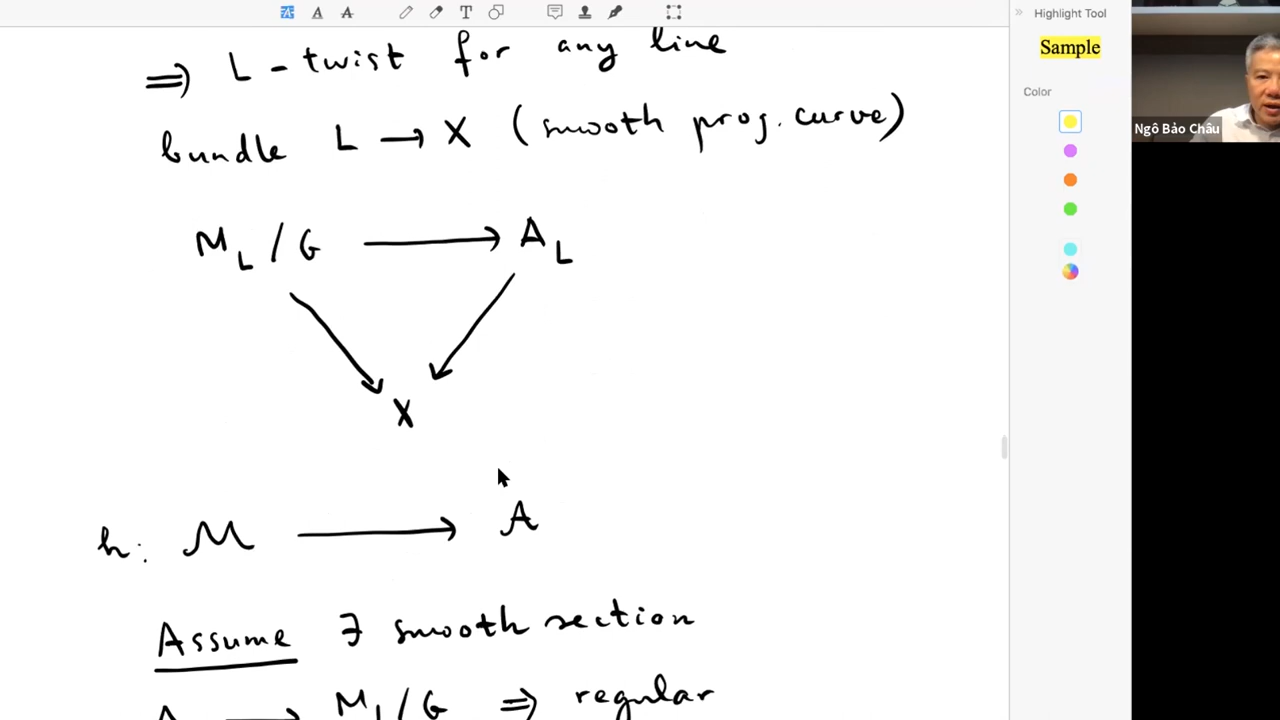 Highlight Tool
Sample
Color
Ngô Bảo Châu
⇒ L-twist for any line
bundle L → X (smooth proj. curve)
M_L / G → A_L
X
h: M → A
Assume ∃ smooth section
M_L / G ⇒ regular